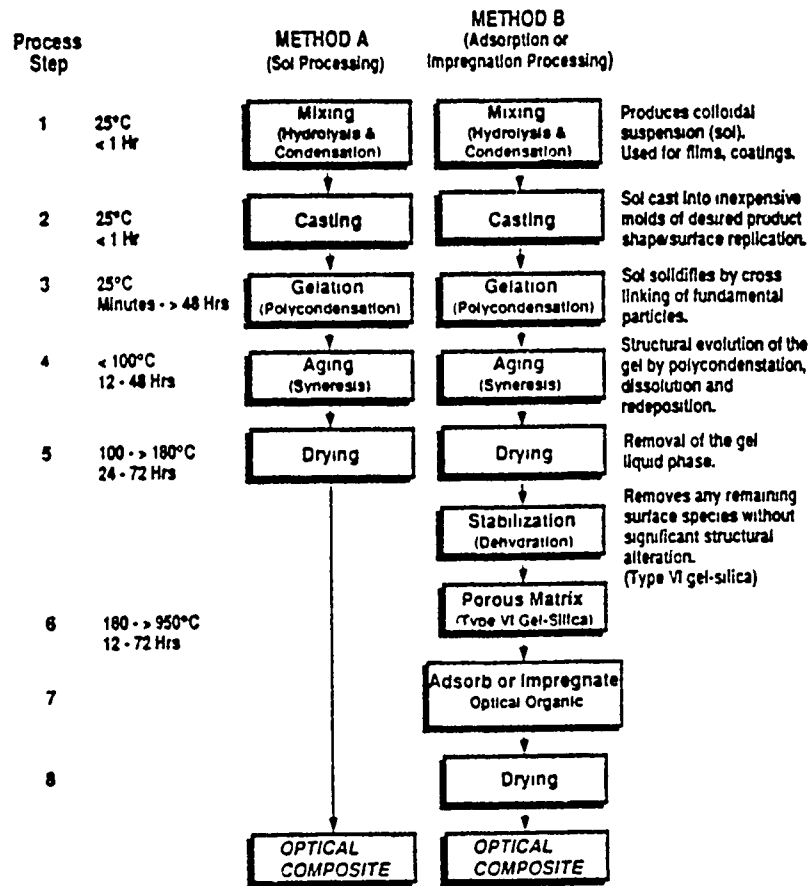 Process
Step
METHOD A
(Sol Processing)
METHOD B
(Adsorption or
Impregnation Processing)
1
25°C
< 1 Hr
Mixing
(Hydrolysis &
Condensation)
Mixing
(Hydrolysis &
Condensation)
Produces colloidal
suspension (sol).
Used for films, coatings.
2
25°C
< 1 Hr
Casting
Casting
Sol cast into inexpensive
molds of desired product
shape/surface replication.
3
25°C
Minutes - > 48 Hrs
Gelation
(Polycondensation)
Gelation
(Polycondensation)
Sol solidifies by cross
linking of fundamental
particles.
4
< 100°C
12 - 48 Hrs
Aging
(Syneresis)
Aging
(Syneresis)
Structural evolution of the
gel by polycondenstation,
dissolution and
redeposition.
5
100 - > 180°C
24 - 72 Hrs
Drying
Drying
Removal of the gel
liquid phase.
Stabilization
(Dehydration)
Removes any remaining
surface species without
significant structural
alteration.
(Type VI gel-silica)
6
180 - > 950°C
12 - 72 Hrs
Porous Matrix
(Type VI Gel-Silica)
7
Adsorb or Impregnate
Optical Organic
8
Drying
OPTICAL
COMPOSITE
OPTICAL
COMPOSITE